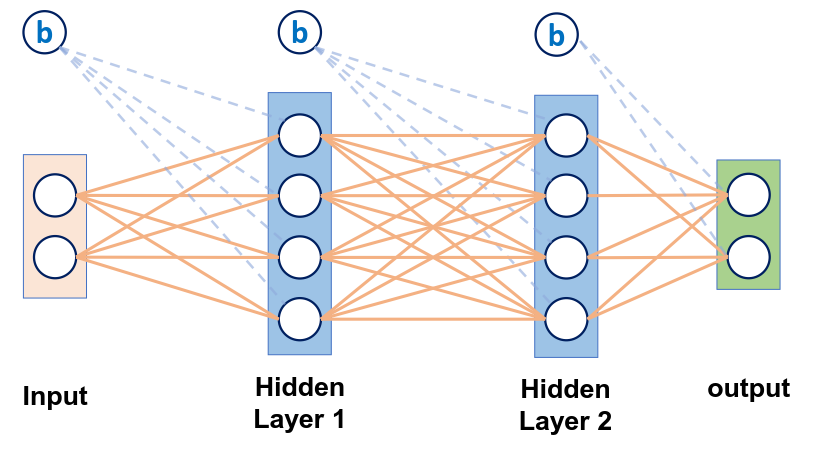 b
b
b
Input
Hidden
Layer 1
Hidden
Layer 2
output